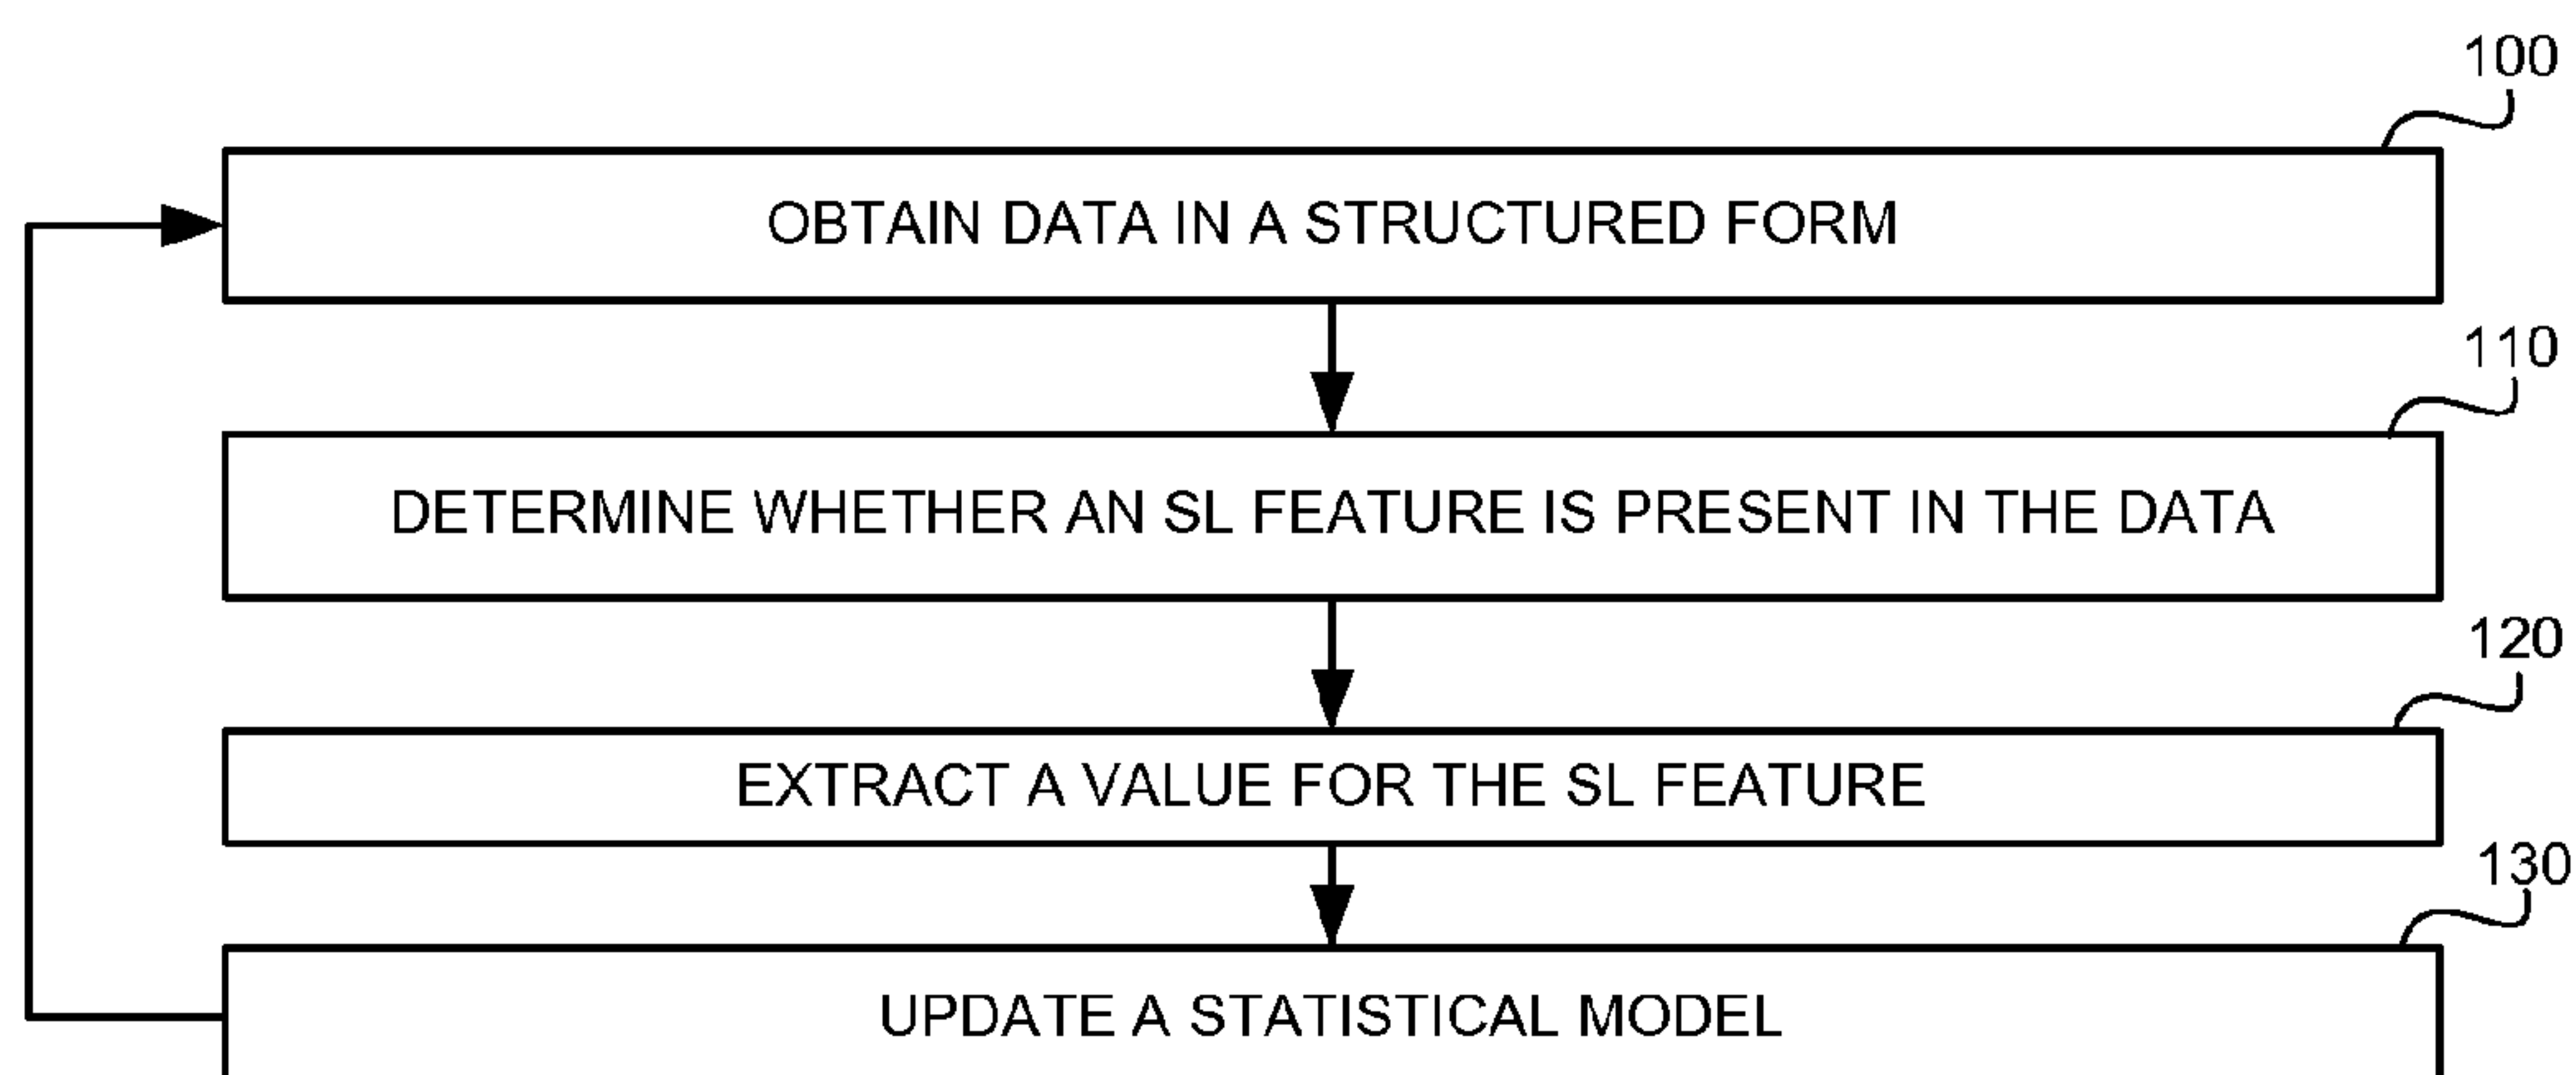 100
OBTAIN DATA IN A STRUCTURED FORM
110
DETERMINE WHETHER AN SL FEATURE IS PRESENT IN THE DATA
120
EXTRACT A VALUE FOR THE SL FEATURE
130
UPDATE A STATISTICAL MODEL